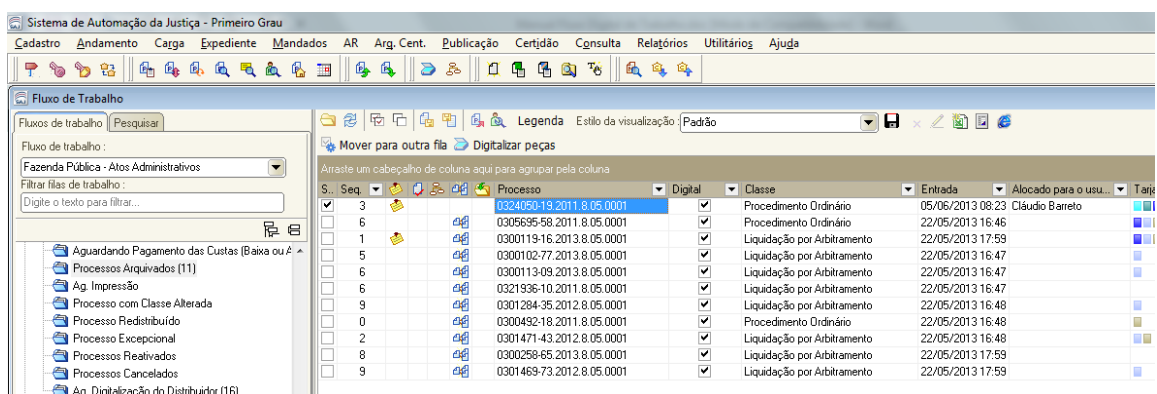 Sistema de Automação da Justiça - Primeiro Grau
Cadastro Andamento Carga Expediente Mandados AR Arq. Cent. Publicação Certidão Consulta Relatórios Utilitários Ajuda
Fluxo de Trabalho
Fluxos de trabalho Pesquisar
Legenda Estilo da visualização : Padrão
Fluxo de trabalho :
Mover para outra fila Digitalizar peças
Fazenda Pública - Atos Administrativos
Arraste um cabeçalho de coluna aqui para agrupar pela coluna
Filtrar filas de trabalho :
Digite o texto para filtrar...
S.. Seq. Processo Digital Classe Entrada Alocado para o usu... Tarja
3 0324050-19.2011.8.05.0001 Procedimento Ordinário 05/06/2013 08:23 Cláudio Barreto
6 0305695-58.2011.8.05.0001 Procedimento Ordinário 22/05/2013 16:46
1 0300119-16.2013.8.05.0001 Liquidação por Arbitramento 22/05/2013 17:59
5 0300102-77.2013.8.05.0001 Liquidação por Arbitramento 22/05/2013 16:47
6 0300113-09.2013.8.05.0001 Liquidação por Arbitramento 22/05/2013 16:47
6 0321936-10.2011.8.05.0001 Liquidação por Arbitramento 22/05/2013 16:47
9 0301284-35.2012.8.05.0001 Liquidação por Arbitramento 22/05/2013 16:48
0 0300492-18.2011.8.05.0001 Procedimento Ordinário 22/05/2013 16:48
2 0301471-43.2012.8.05.0001 Liquidação por Arbitramento 22/05/2013 16:48
8 0300258-65.2013.8.05.0001 Liquidação por Arbitramento 22/05/2013 17:59
9 0301469-73.2012.8.05.0001 Liquidação por Arbitramento 22/05/2013 17:59
Aguardando Pagamento das Custas (Baixa ou A
Processos Arquivados (11)
Ag. Impressão
Processo com Classe Alterada
Processo Redistribuído
Processo Excepcional
Processos Reativados
Processos Cancelados
Ag. Digitalização do Distribuidor (16)